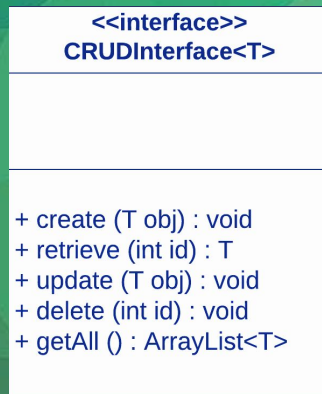 <<interface>>
CRUDInterface<T>
+ create (T obj) : void
+ retrieve (int id) : T
+ update (T obj) : void
+ delete (int id) : void
+ getAll () : ArrayList<T>